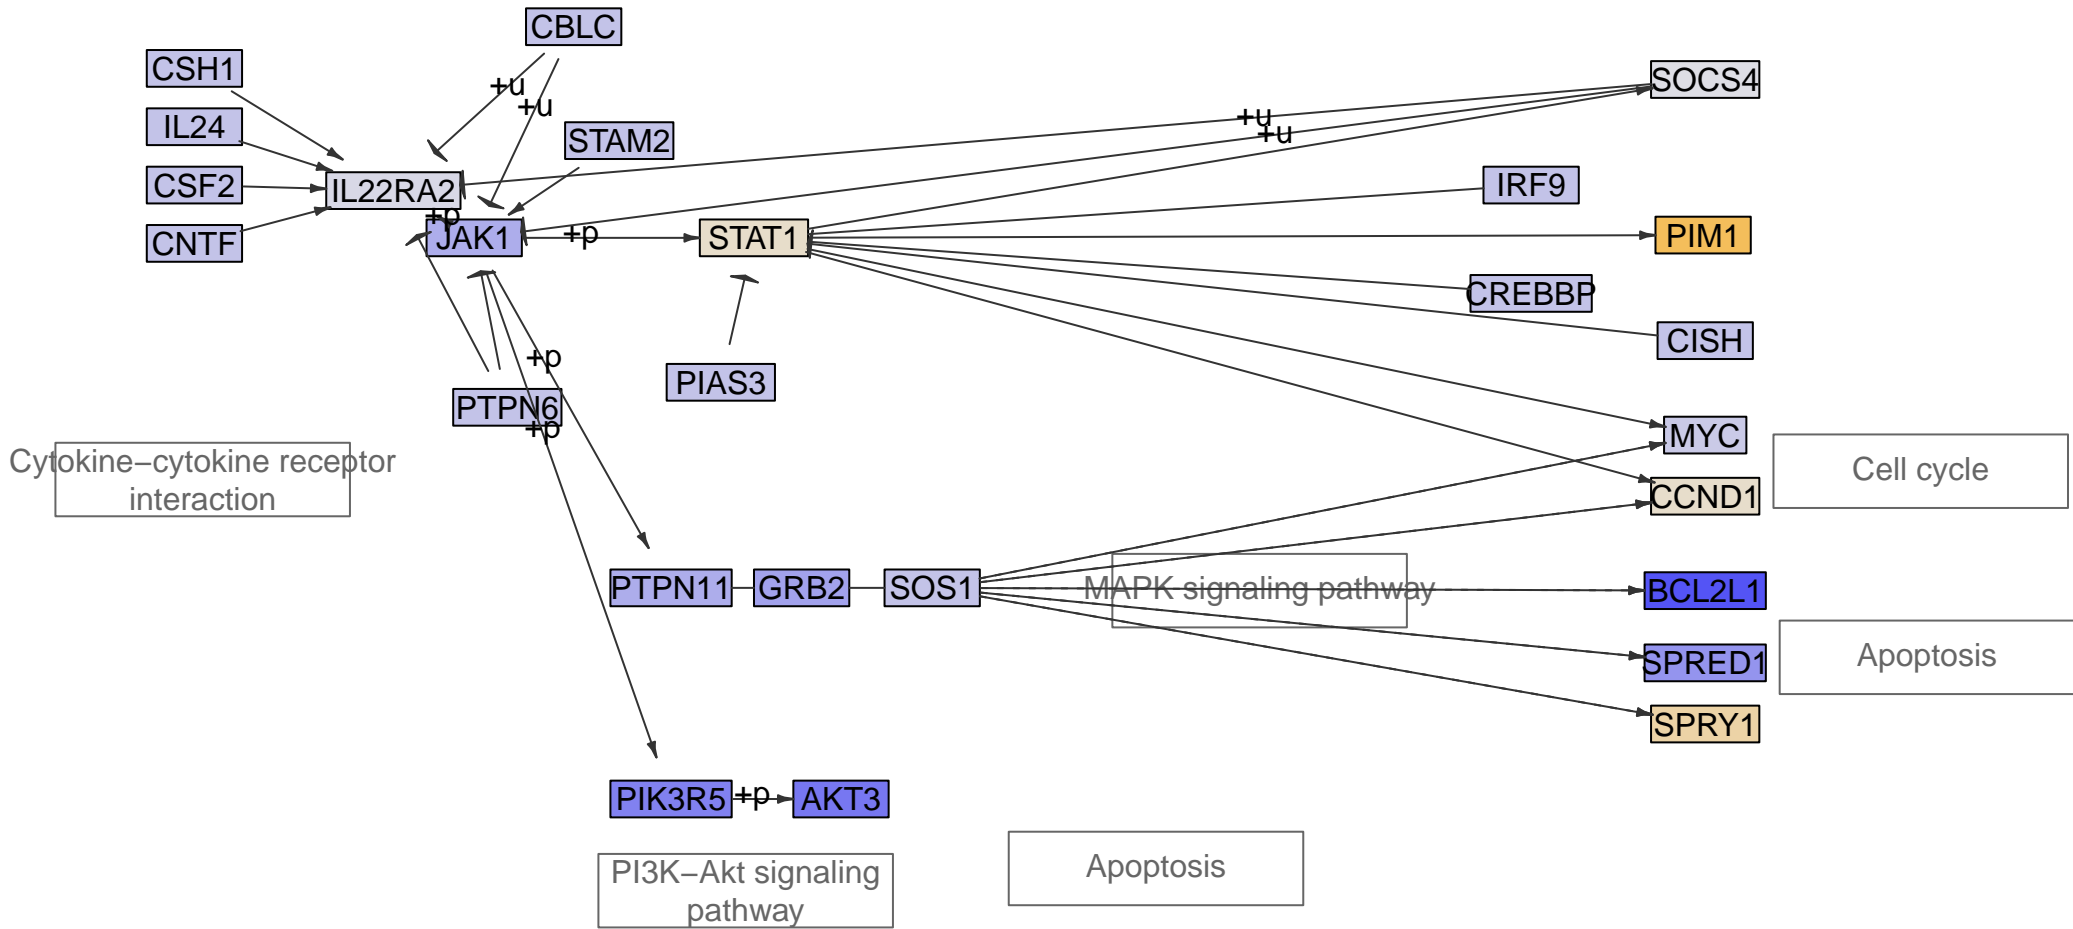 CBLC
CSH1
SOCS4
+u
+u
+u
IL24
+u
STAM2
CSF2
IL22RA2
IRF9
+p
CNTF
JAK1
+p
STAT1
PIM1
CREBBP
CISH
+p
PIAS3
PTPN6
+p
MYC
Cytokine–cytokine receptor
interaction
Cell cycle
CCND1
PTPN11
GRB2
SOS1
MAPK signaling pathway
BCL2L1
SPRED1
Apoptosis
SPRY1
PIK3R5
+p
AKT3
PI3K–Akt signaling
pathway
Apoptosis